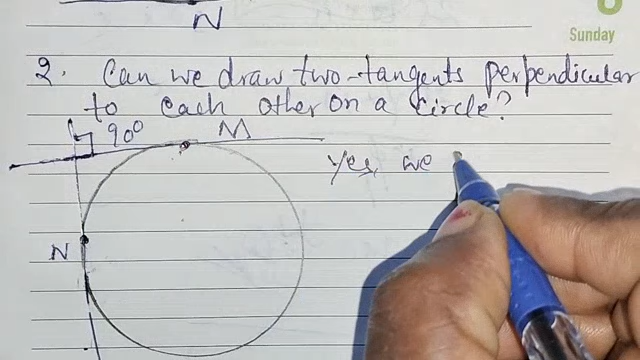 N
Sunday
2. Can we draw two-tangents perpendicular
to each other on a circle?
90°
M
Yes, we
N